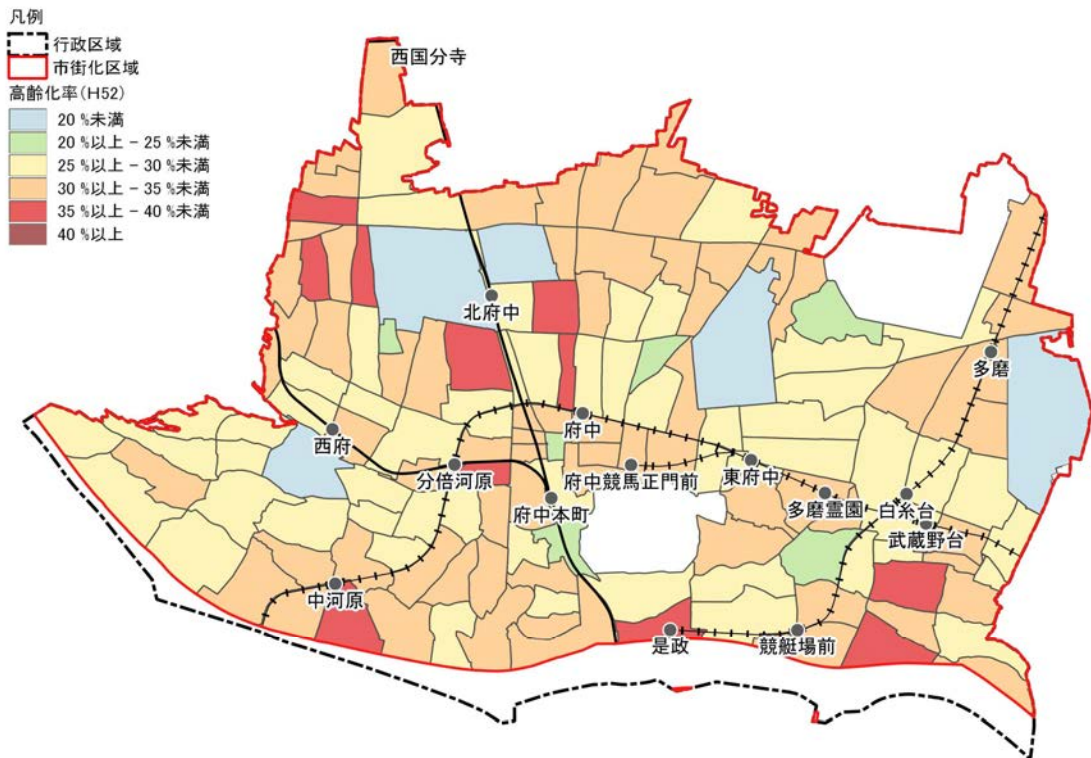 凡例
行政区域
市街化区域
高齢化率(H52)
20 %未満
20 %以上 - 25 %未満
25 %以上 - 30 %未満
30 %以上 - 35 %未満
35 %以上 - 40 %未満
40 %以上
西国分寺
北府中
多磨
府中
西府
分倍河原
府中競馬正門前
東府中
府中本町
多磨霊園
白糸台
武蔵野台
中河原
是政
競艇場前